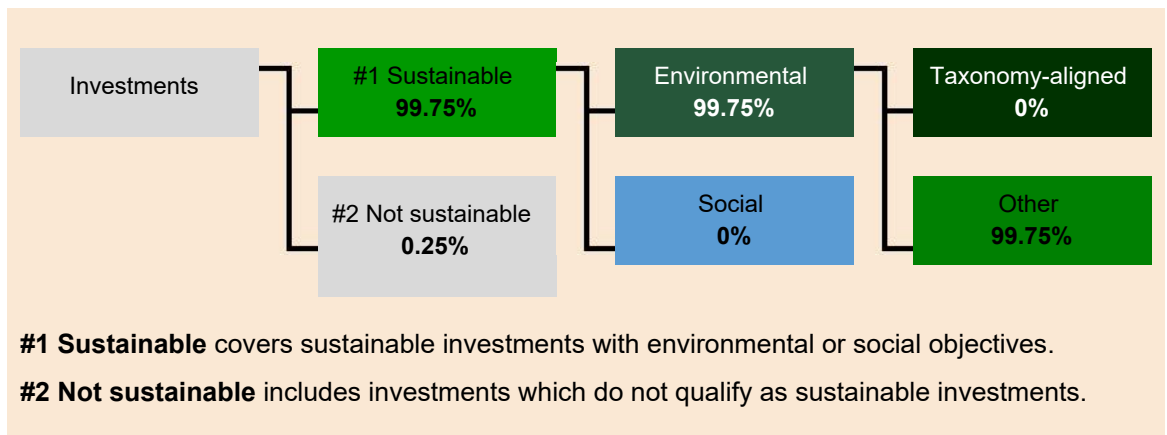 Investments
#1 Sustainable
99.75%
Environmental
99.75%
Taxonomy-aligned
0%
#2 Not sustainable
0.25%
Social
0%
Other
99.75%
#1 Sustainable covers sustainable investments with environmental or social objectives.
#2 Not sustainable includes investments which do not qualify as sustainable investments.